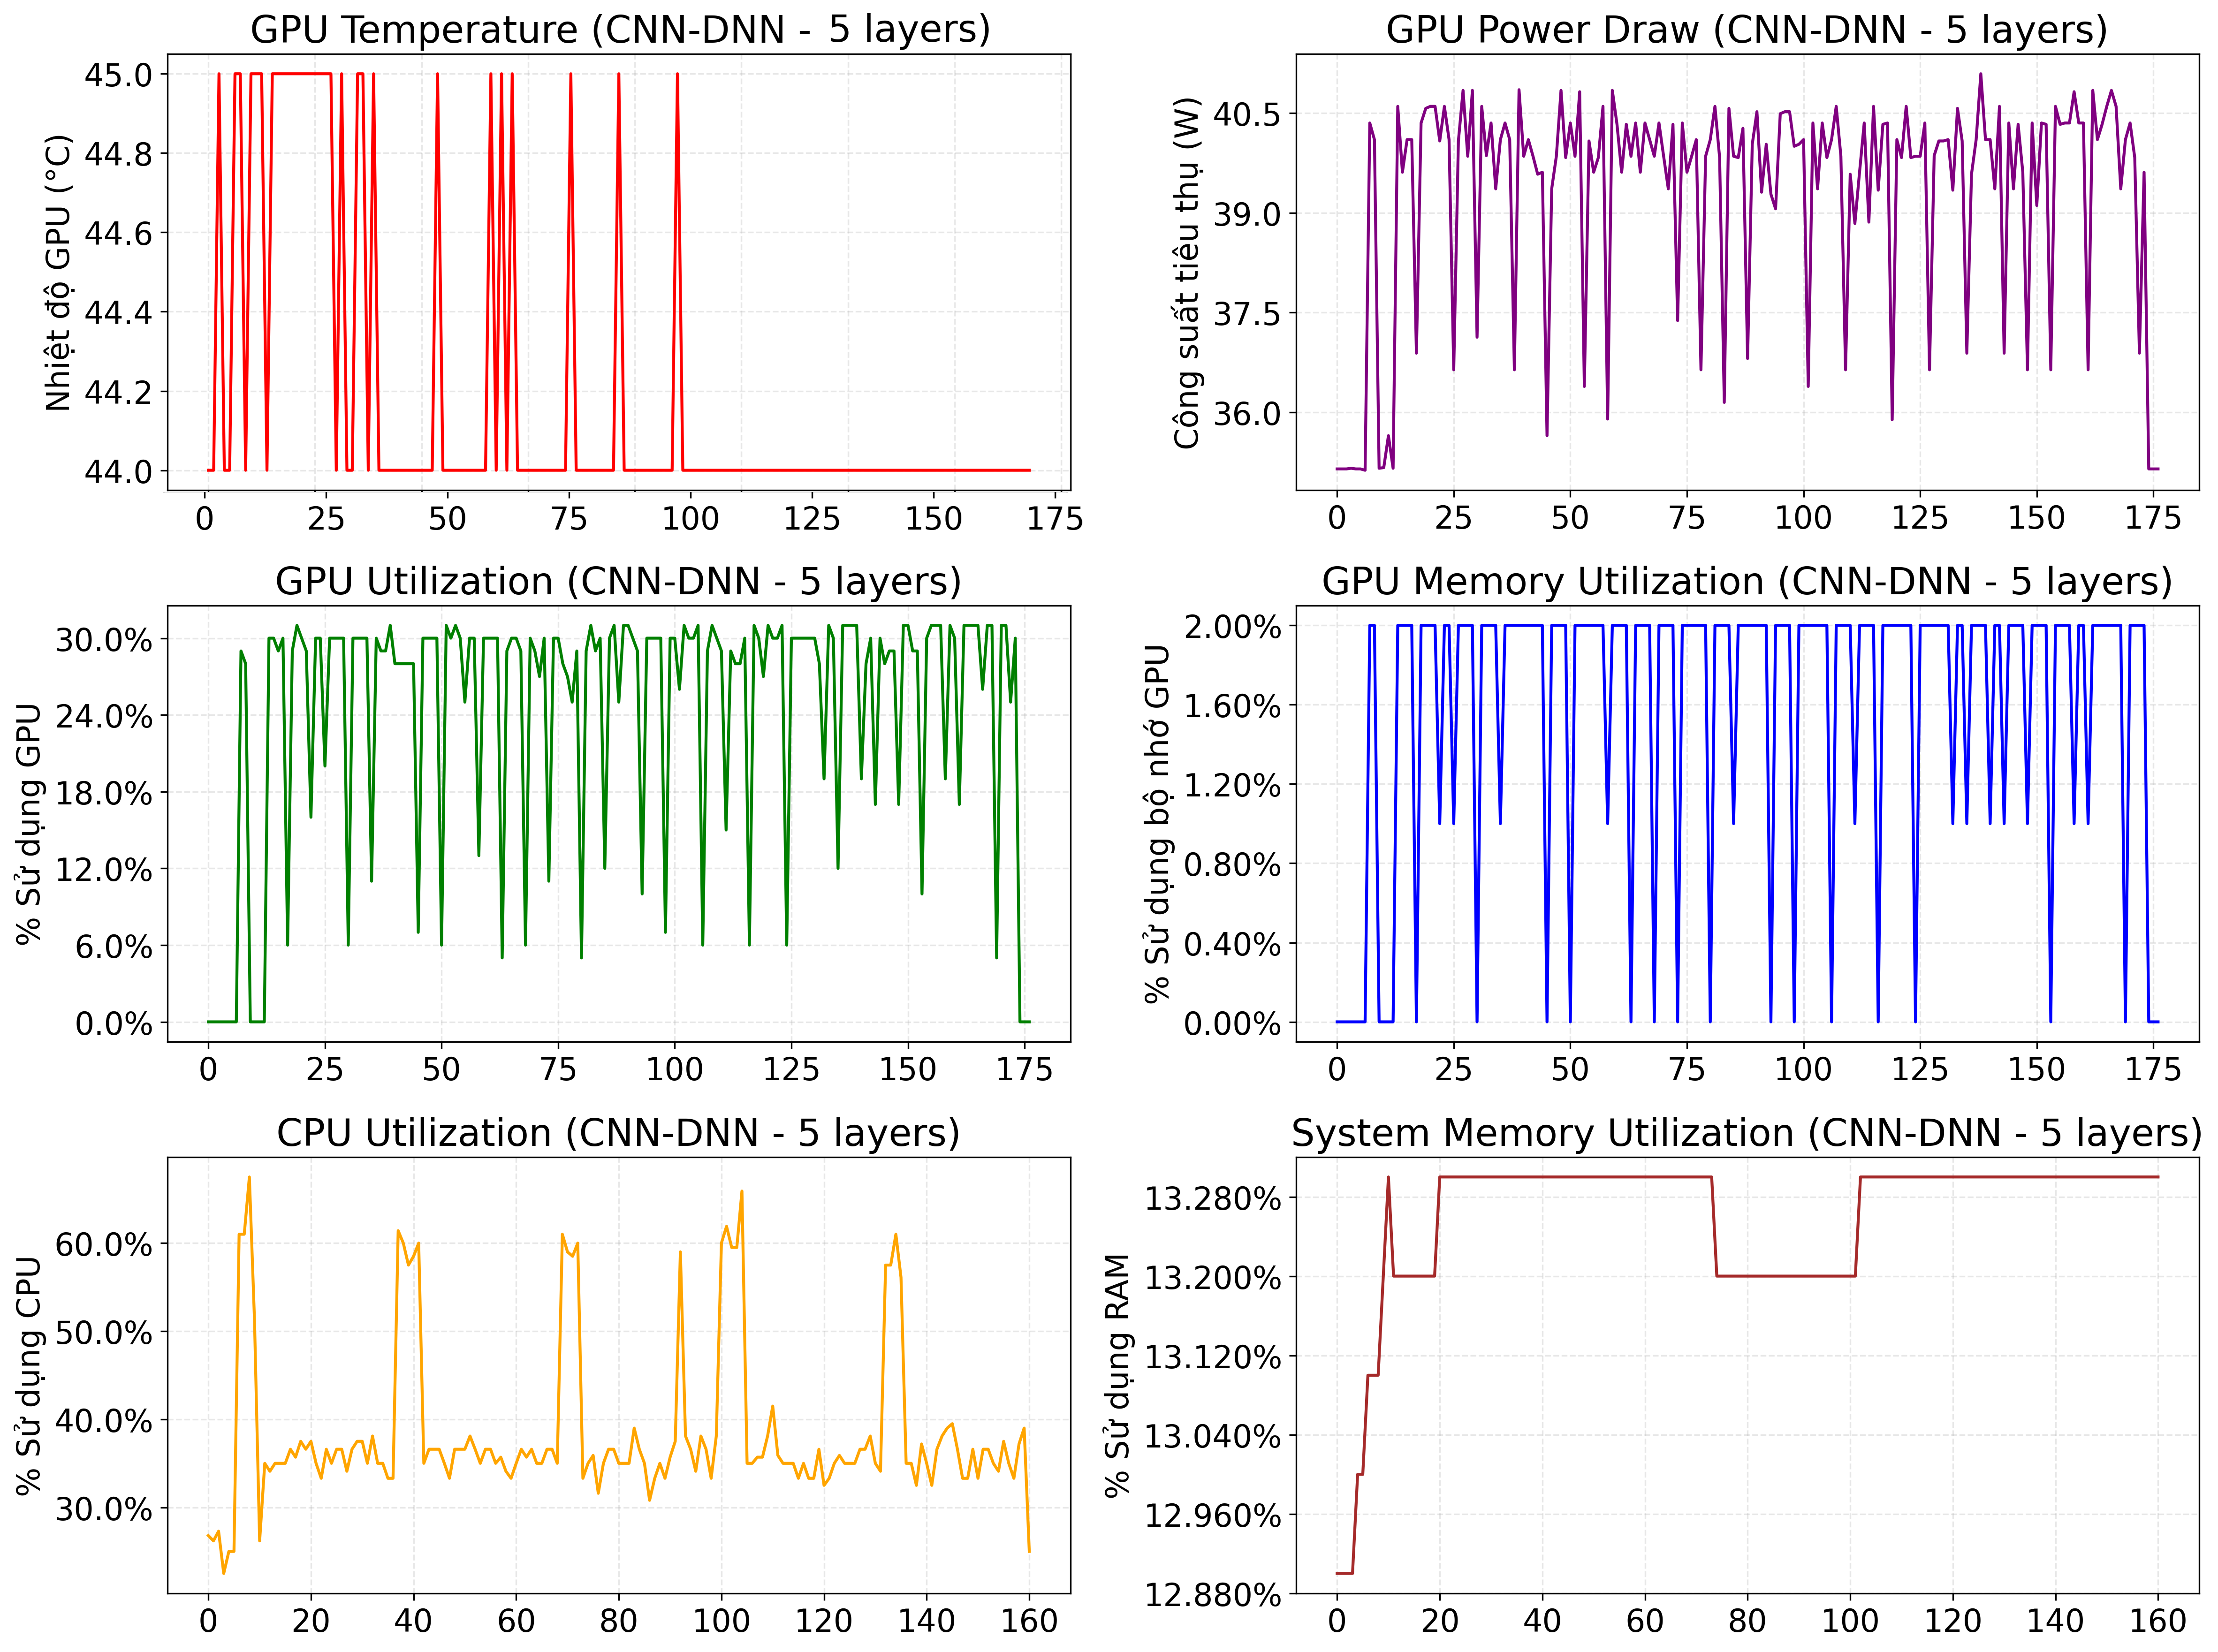 GPU Temperature (CNN-DNN - 5 layers)
Nhiệt độ GPU (°C)
45.0
44.8
44.6
44.4
44.2
44.0
0 25 50 75 100 125 150 175
GPU Power Draw (CNN-DNN - 5 layers)
Công suất tiêu thụ (W)
40.5
39.0
37.5
36.0
0 25 50 75 100 125 150 175
GPU Utilization (CNN-DNN - 5 layers)
% Sử dụng GPU
30.0%
24.0%
18.0%
12.0%
6.0%
0.0%
0 25 50 75 100 125 150 175
GPU Memory Utilization (CNN-DNN - 5 layers)
% Sử dụng bộ nhớ GPU
2.00%
1.60%
1.20%
0.80%
0.40%
0.00%
0 25 50 75 100 125 150 175
CPU Utilization (CNN-DNN - 5 layers)
% Sử dụng CPU
60.0%
50.0%
40.0%
30.0%
0 20 40 60 80 100 120 140 160
System Memory Utilization (CNN-DNN - 5 layers)
% Sử dụng RAM
13.280%
13.200%
13.120%
13.040%
12.960%
12.880%
0 20 40 60 80 100 120 140 160